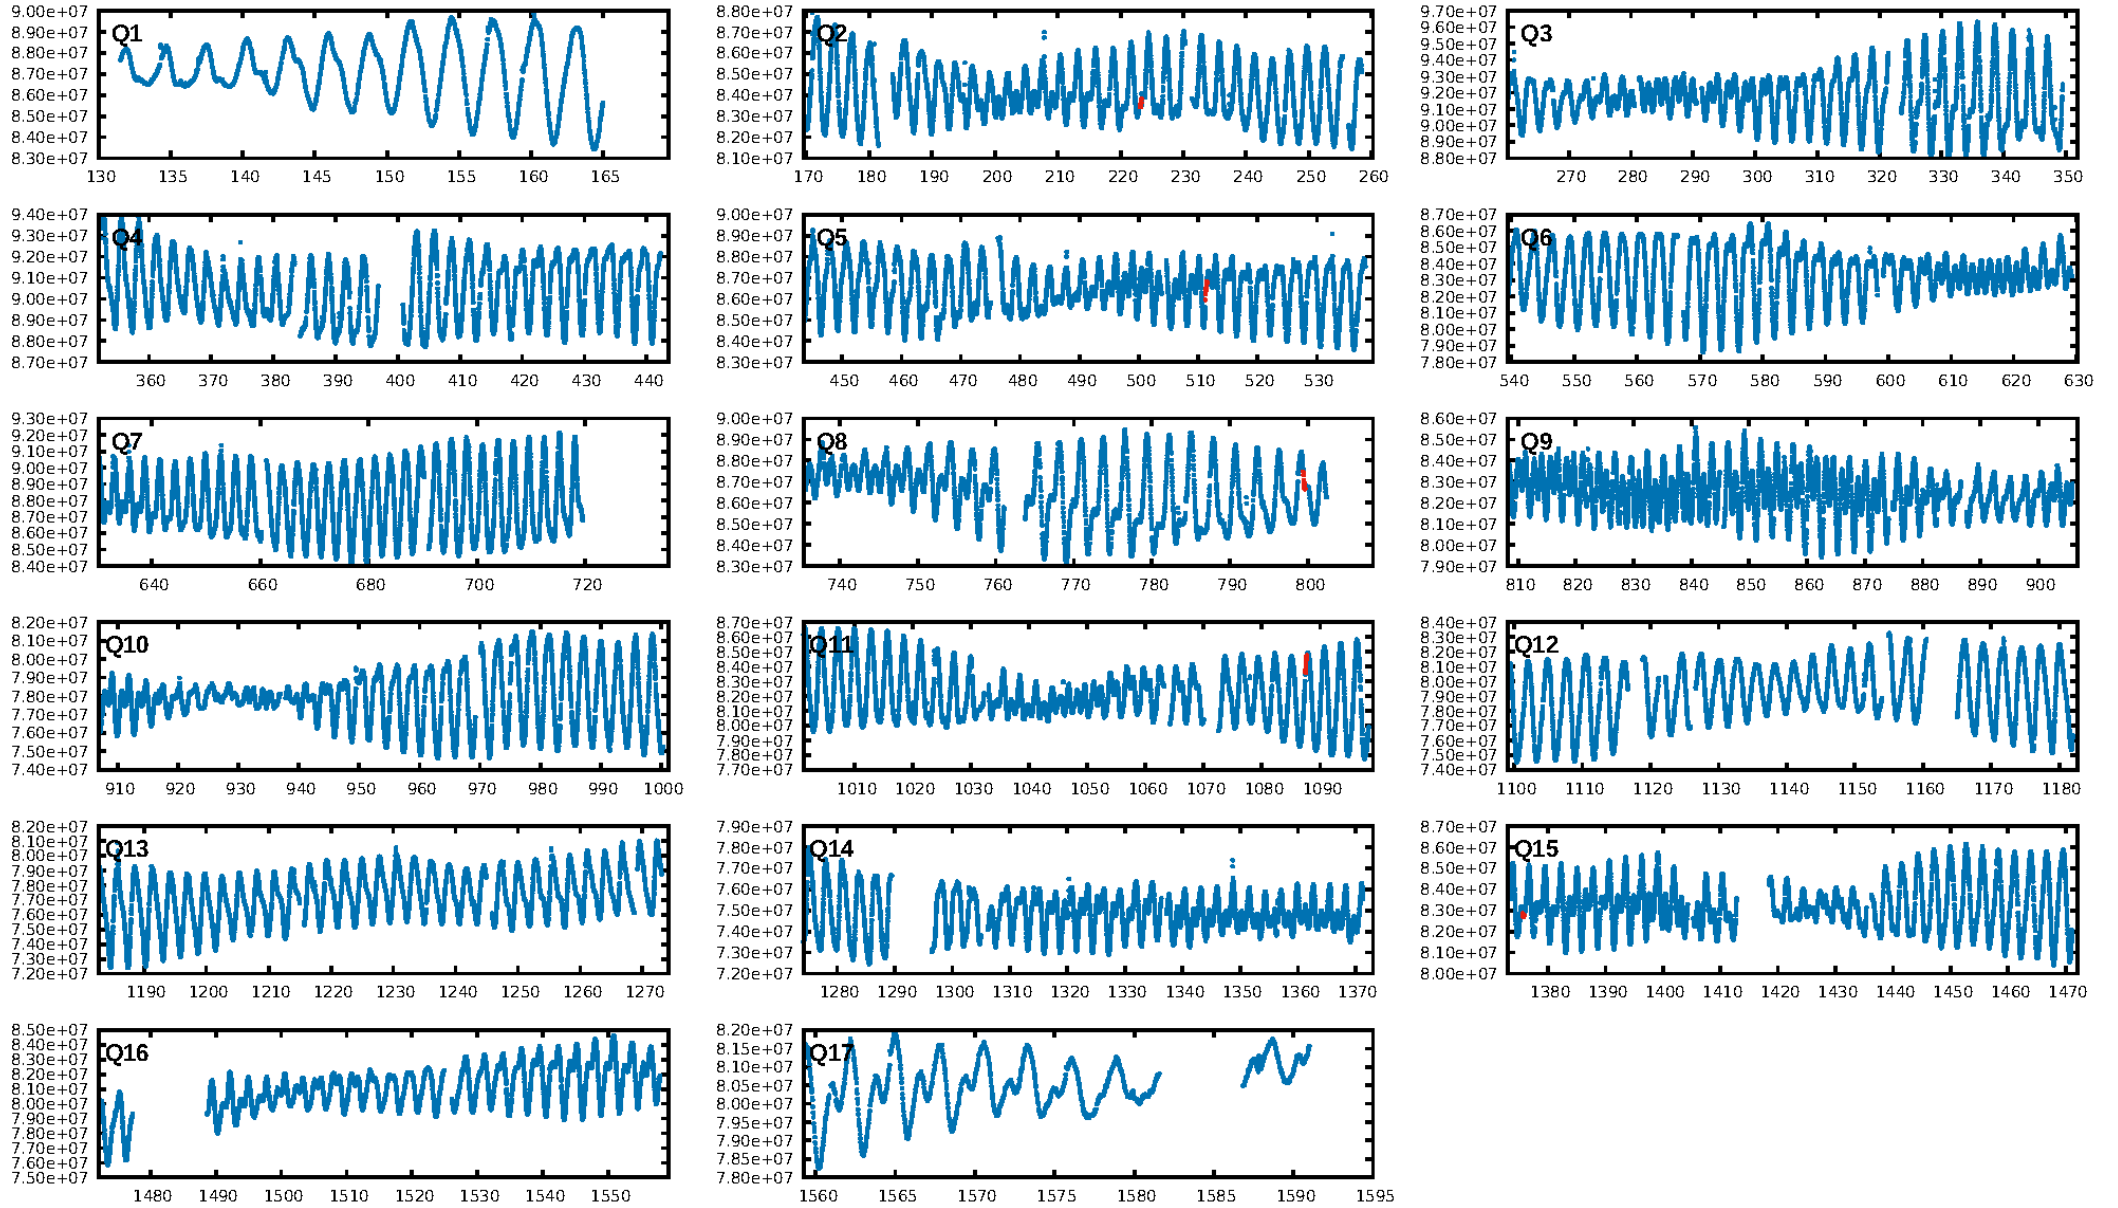 9.00e+07
8.90e+07
8.80e+07
8.70e+07
8.60e+07
8.50e+07
8.40e+07
8.30e+07
Q1
130 135 140 145 150 155 160 165
8.80e+07
8.70e+07
8.60e+07
8.50e+07
8.40e+07
8.30e+07
8.20e+07
8.10e+07
Q2
170 180 190 200 210 220 230 240 250 260
9.70e+07
9.60e+07
9.50e+07
9.40e+07
9.30e+07
9.20e+07
9.10e+07
9.00e+07
8.90e+07
8.80e+07
Q3
270 280 290 300 310 320 330 340 350
9.40e+07
9.30e+07
9.20e+07
9.10e+07
9.00e+07
8.90e+07
8.80e+07
8.70e+07
Q4
360 370 380 390 400 410 420 430 440
9.00e+07
8.90e+07
8.80e+07
8.70e+07
8.60e+07
8.50e+07
8.40e+07
8.30e+07
Q5
450 460 470 480 490 500 510 520 530
8.70e+07
8.60e+07
8.50e+07
8.40e+07
8.30e+07
8.20e+07
8.10e+07
8.00e+07
7.90e+07
7.80e+07
Q6
540 550 560 570 580 590 600 610 620 630
9.30e+07
9.20e+07
9.10e+07
9.00e+07
8.90e+07
8.80e+07
8.70e+07
8.60e+07
8.50e+07
8.40e+07
Q7
640 660 680 700 720
9.00e+07
8.90e+07
8.80e+07
8.70e+07
8.60e+07
8.50e+07
8.40e+07
8.30e+07
Q8
740 750 760 770 780 790 800
8.60e+07
8.50e+07
8.40e+07
8.30e+07
8.20e+07
8.10e+07
8.00e+07
7.90e+07
Q9
810 820 830 840 850 860 870 880 890 900
8.20e+07
8.10e+07
8.00e+07
7.90e+07
7.80e+07
7.70e+07
7.60e+07
7.50e+07
7.40e+07
Q10
910 920 930 940 950 960 970 980 990 1000
8.70e+07
8.60e+07
8.50e+07
8.40e+07
8.30e+07
8.20e+07
8.10e+07
8.00e+07
7.90e+07
7.80e+07
7.70e+07
Q11
1010 1020 1030 1040 1050 1060 1070 1080 1090
8.40e+07
8.30e+07
8.20e+07
8.10e+07
8.00e+07
7.90e+07
7.80e+07
7.70e+07
7.60e+07
7.50e+07
7.40e+07
Q12
1100 1110 1120 1130 1140 1150 1160 1170 1180
8.20e+07
8.10e+07
8.00e+07
7.90e+07
7.80e+07
7.70e+07
7.60e+07
7.50e+07
7.40e+07
7.30e+07
7.20e+07
Q13
1190 1200 1210 1220 1230 1240 1250 1260 1270
7.90e+07
7.80e+07
7.70e+07
7.60e+07
7.50e+07
7.40e+07
7.30e+07
7.20e+07
Q14
1280 1290 1300 1310 1320 1330 1340 1350 1360 1370
8.70e+07
8.60e+07
8.50e+07
8.40e+07
8.30e+07
8.20e+07
8.10e+07
8.00e+07
Q15
1380 1390 1400 1410 1420 1430 1440 1450 1460 1470
8.50e+07
8.40e+07
8.30e+07
8.20e+07
8.10e+07
8.00e+07
7.90e+07
7.80e+07
7.70e+07
7.60e+07
7.50e+07
Q16
1480 1490 1500 1510 1520 1530 1540 1550
8.20e+07
8.15e+07
8.10e+07
8.05e+07
8.00e+07
7.95e+07
7.90e+07
7.85e+07
7.80e+07
Q17
1560 1565 1570 1575 1580 1585 1590 1595